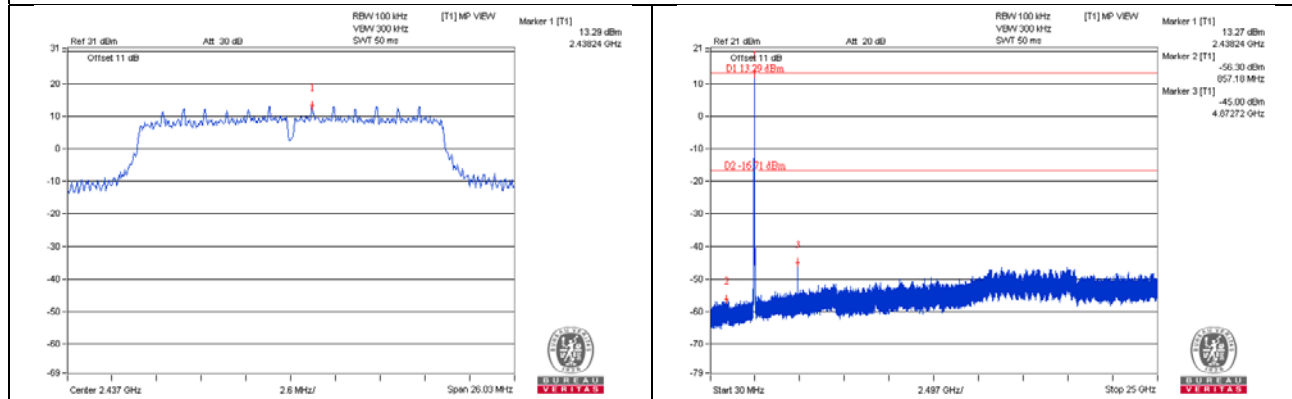 RBW 100 kHz
VBW 300 kHz
SWT 50 ms
[T1] MP VIEW
Marker 1 [T1]
13.29 dBm
2.43824 GHz
Ref 31 dBm
Att 30 dB
Offset 11 dB
31
20
10
0
-10
-20
-30
-40
-50
-60
-69
1
Center 2.437 GHz
2.6 MHz/
Span 26.03 MHz
BUREAU
VERITAS
RBW 100 kHz
VBW 300 kHz
SWT 50 ms
[T1] MP VIEW
Marker 1 [T1]
13.27 dBm
2.43824 GHz
Marker 2 [T1]
-56.30 dBm
857.18 MHz
Marker 3 [T1]
-45.00 dBm
4.87272 GHz
Ref 21 dBm
Att 20 dB
Offset 11 dB
D1 13.29 dBm
D2 -16.71 dBm
21
10
0
-10
-20
-30
-40
-50
-60
-70
-79
2
3
Start 30 MHz
2.497 GHz/
Stop 25 GHz
BUREAU
VERITAS